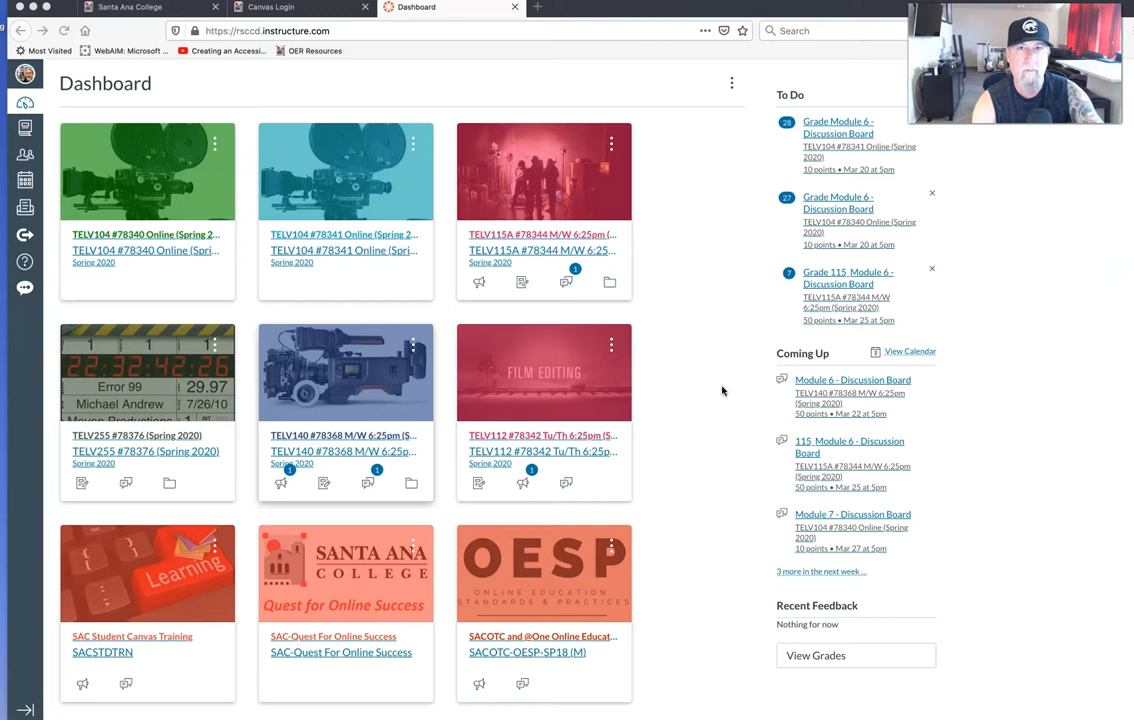 Santa Ana College
Canvas Login
Dashboard
https://rsccd.instructure.com
Search
Most Visited
WebAIM: Microsoft ...
Creating an Accessi...
OER Resources
Dashboard
TELV104 #78340 Online (Spring 2...
TELV104 #78340 Online (Spri...
Spring 2020
TELV104 #78341 Online (Spring 2...
TELV104 #78341 Online (Spri...
Spring 2020
TELV115A #78344 M/W 6:25pm (...
TELV115A #78344 M/W 6:25...
Spring 2020
1
1
1
22:32:42:26
Error 99
29.97
Michael Andrew
7/26/10
Mayos Productions
TELV255 #78376 (Spring 2020)
TELV255 #78376 (Spring 2020)
Spring 2020
TELV140 #78368 M/W 6:25pm (S...
TELV140 #78368 M/W 6:25p...
Spring 2020
1
1
FILM EDITING
TELV112 #78342 Tu/Th 6:25pm (S...
TELV112 #78342 Tu/Th 6:25p...
Spring 2020
1
Learning
SAC Student Canvas Training
SACSTDTRN
SANTA ANA
COLLEGE
Quest for Online Success
SAC-Quest For Online Success
SAC-Quest For Online Success
OESP
ONLINE EDUCATION
STANDARDS & PRACTICES
SACOTC and @One Online Educat...
SACOTC-OESP-SP18 (M)
To Do
28
Grade Module 6 -
Discussion Board
TELV104 #78341 Online (Spring
2020)
10 points • Mar 20 at 5pm
27
Grade Module 6 -
Discussion Board
TELV104 #78340 Online (Spring
2020)
10 points • Mar 20 at 5pm
7
Grade 115 Module 6 -
Discussion Board
TELV115A #78344 M/W
6:25pm (Spring 2020)
50 points • Mar 25 at 5pm
Coming Up
View Calendar
Module 6 - Discussion Board
TELV140 #78368 M/W 6:25pm
(Spring 2020)
50 points • Mar 22 at 5pm
115 Module 6 - Discussion
Board
TELV115A #78344 M/W 6:25pm
(Spring 2020)
50 points • Mar 25 at 5pm
Module 7 - Discussion Board
TELV104 #78340 Online (Spring
2020)
10 points • Mar 27 at 5pm
3 more in the next week ...
Recent Feedback
Nothing for now
View Grades